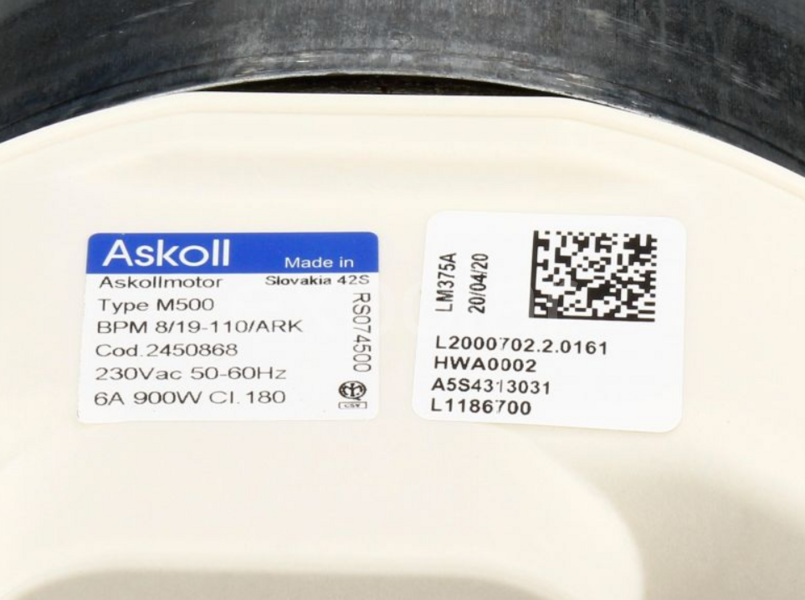 Askoll Made in
Askollmotor Slovakia 42S
Type M500
BPM 8/19-110/ARK
Cod.2450868
230Vac 50-60Hz
6A 900W Cl.180
RS074500
LM375A
20/04/20
L2000702.2.0161
HWA0002
A5S4313031
L1186700